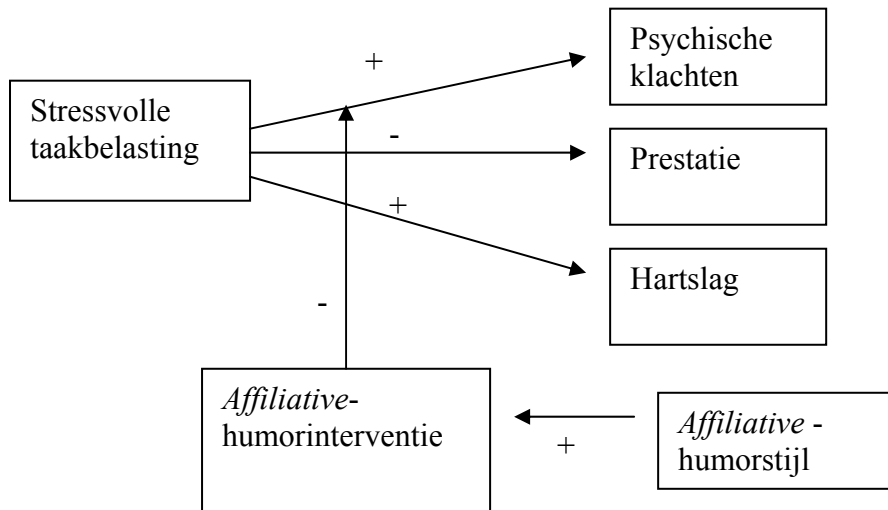 Psychische
klachten
+
Stressvolle
taakbelasting
-
Prestatie
+
Hartslag
-
Affiliative-
humorinterventie
+
Affiliative -
humorstijl